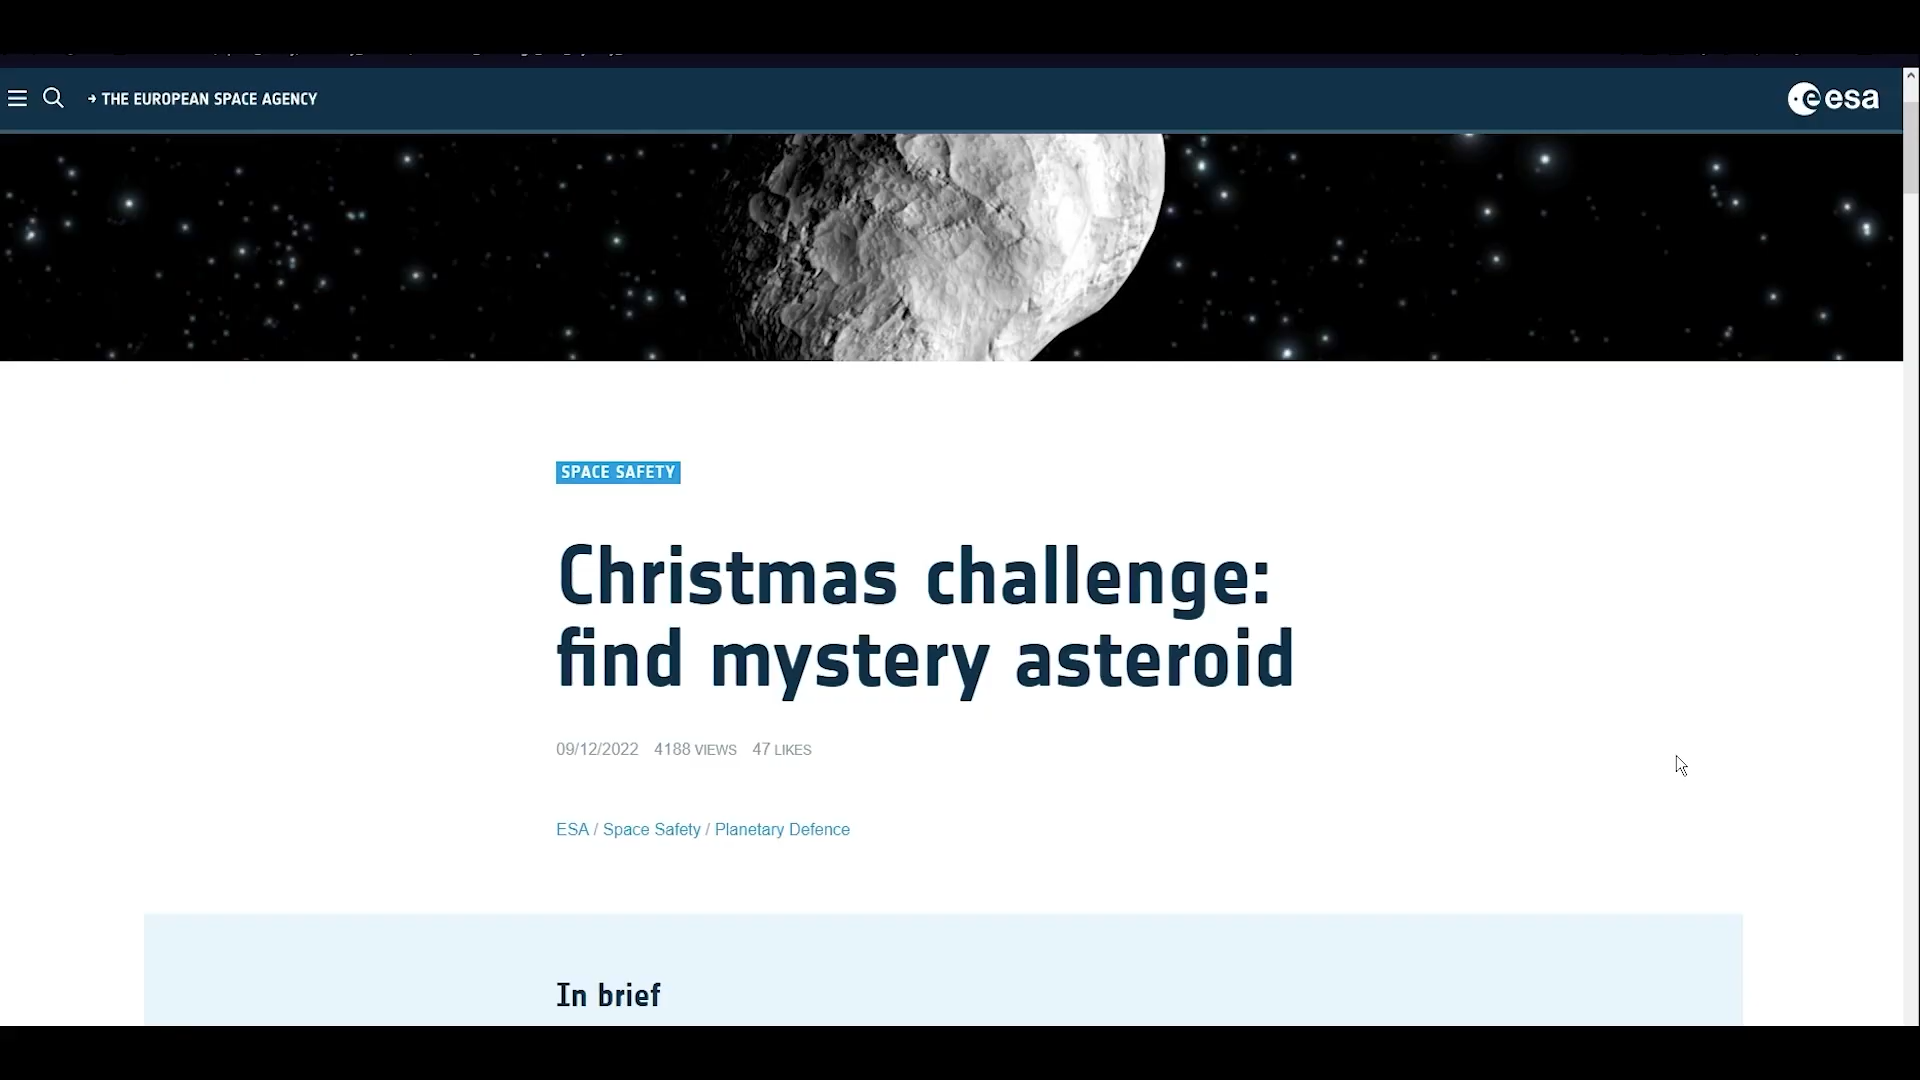 → THE EUROPEAN SPACE AGENCY
esa
SPACE SAFETY
Christmas challenge:
find mystery asteroid
09/12/2022 4188 VIEWS 47 LIKES
ESA / Space Safety / Planetary Defence
In brief